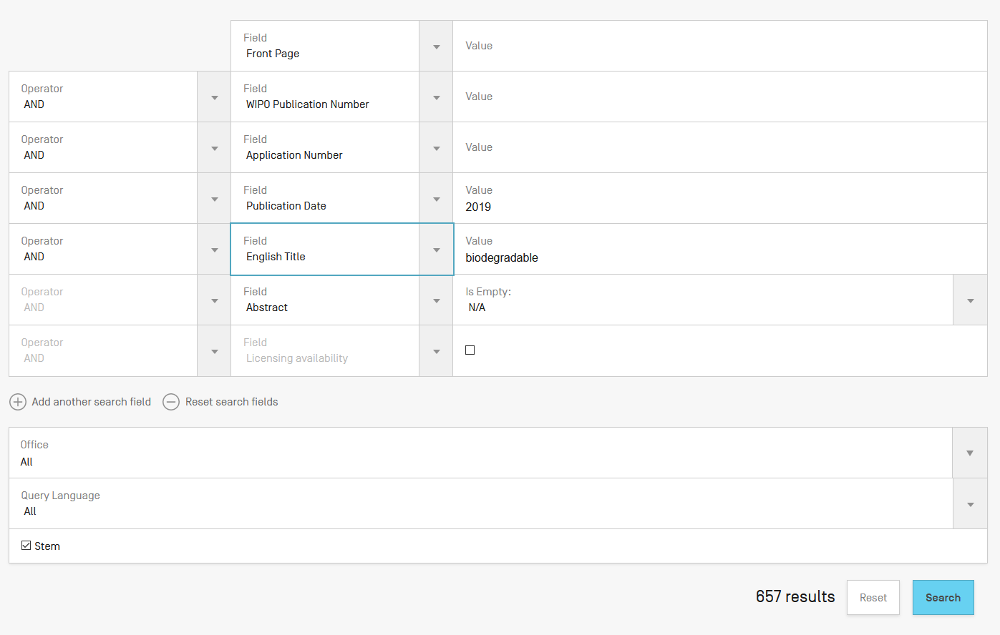 Field
Front Page
Value
Operator
AND
Field
WIPO Publication Number
Value
Operator
AND
Field
Application Number
Value
Operator
AND
Field
Publication Date
Value
2019
Operator
AND
Field
English Title
Value
biodegradable
Operator
AND
Field
Abstract
Is Empty:
N/A
Operator
AND
Field
Licensing availability
Add another search field
Reset search fields
Office
All
Query Language
All
Stem
657 results
Reset
Search